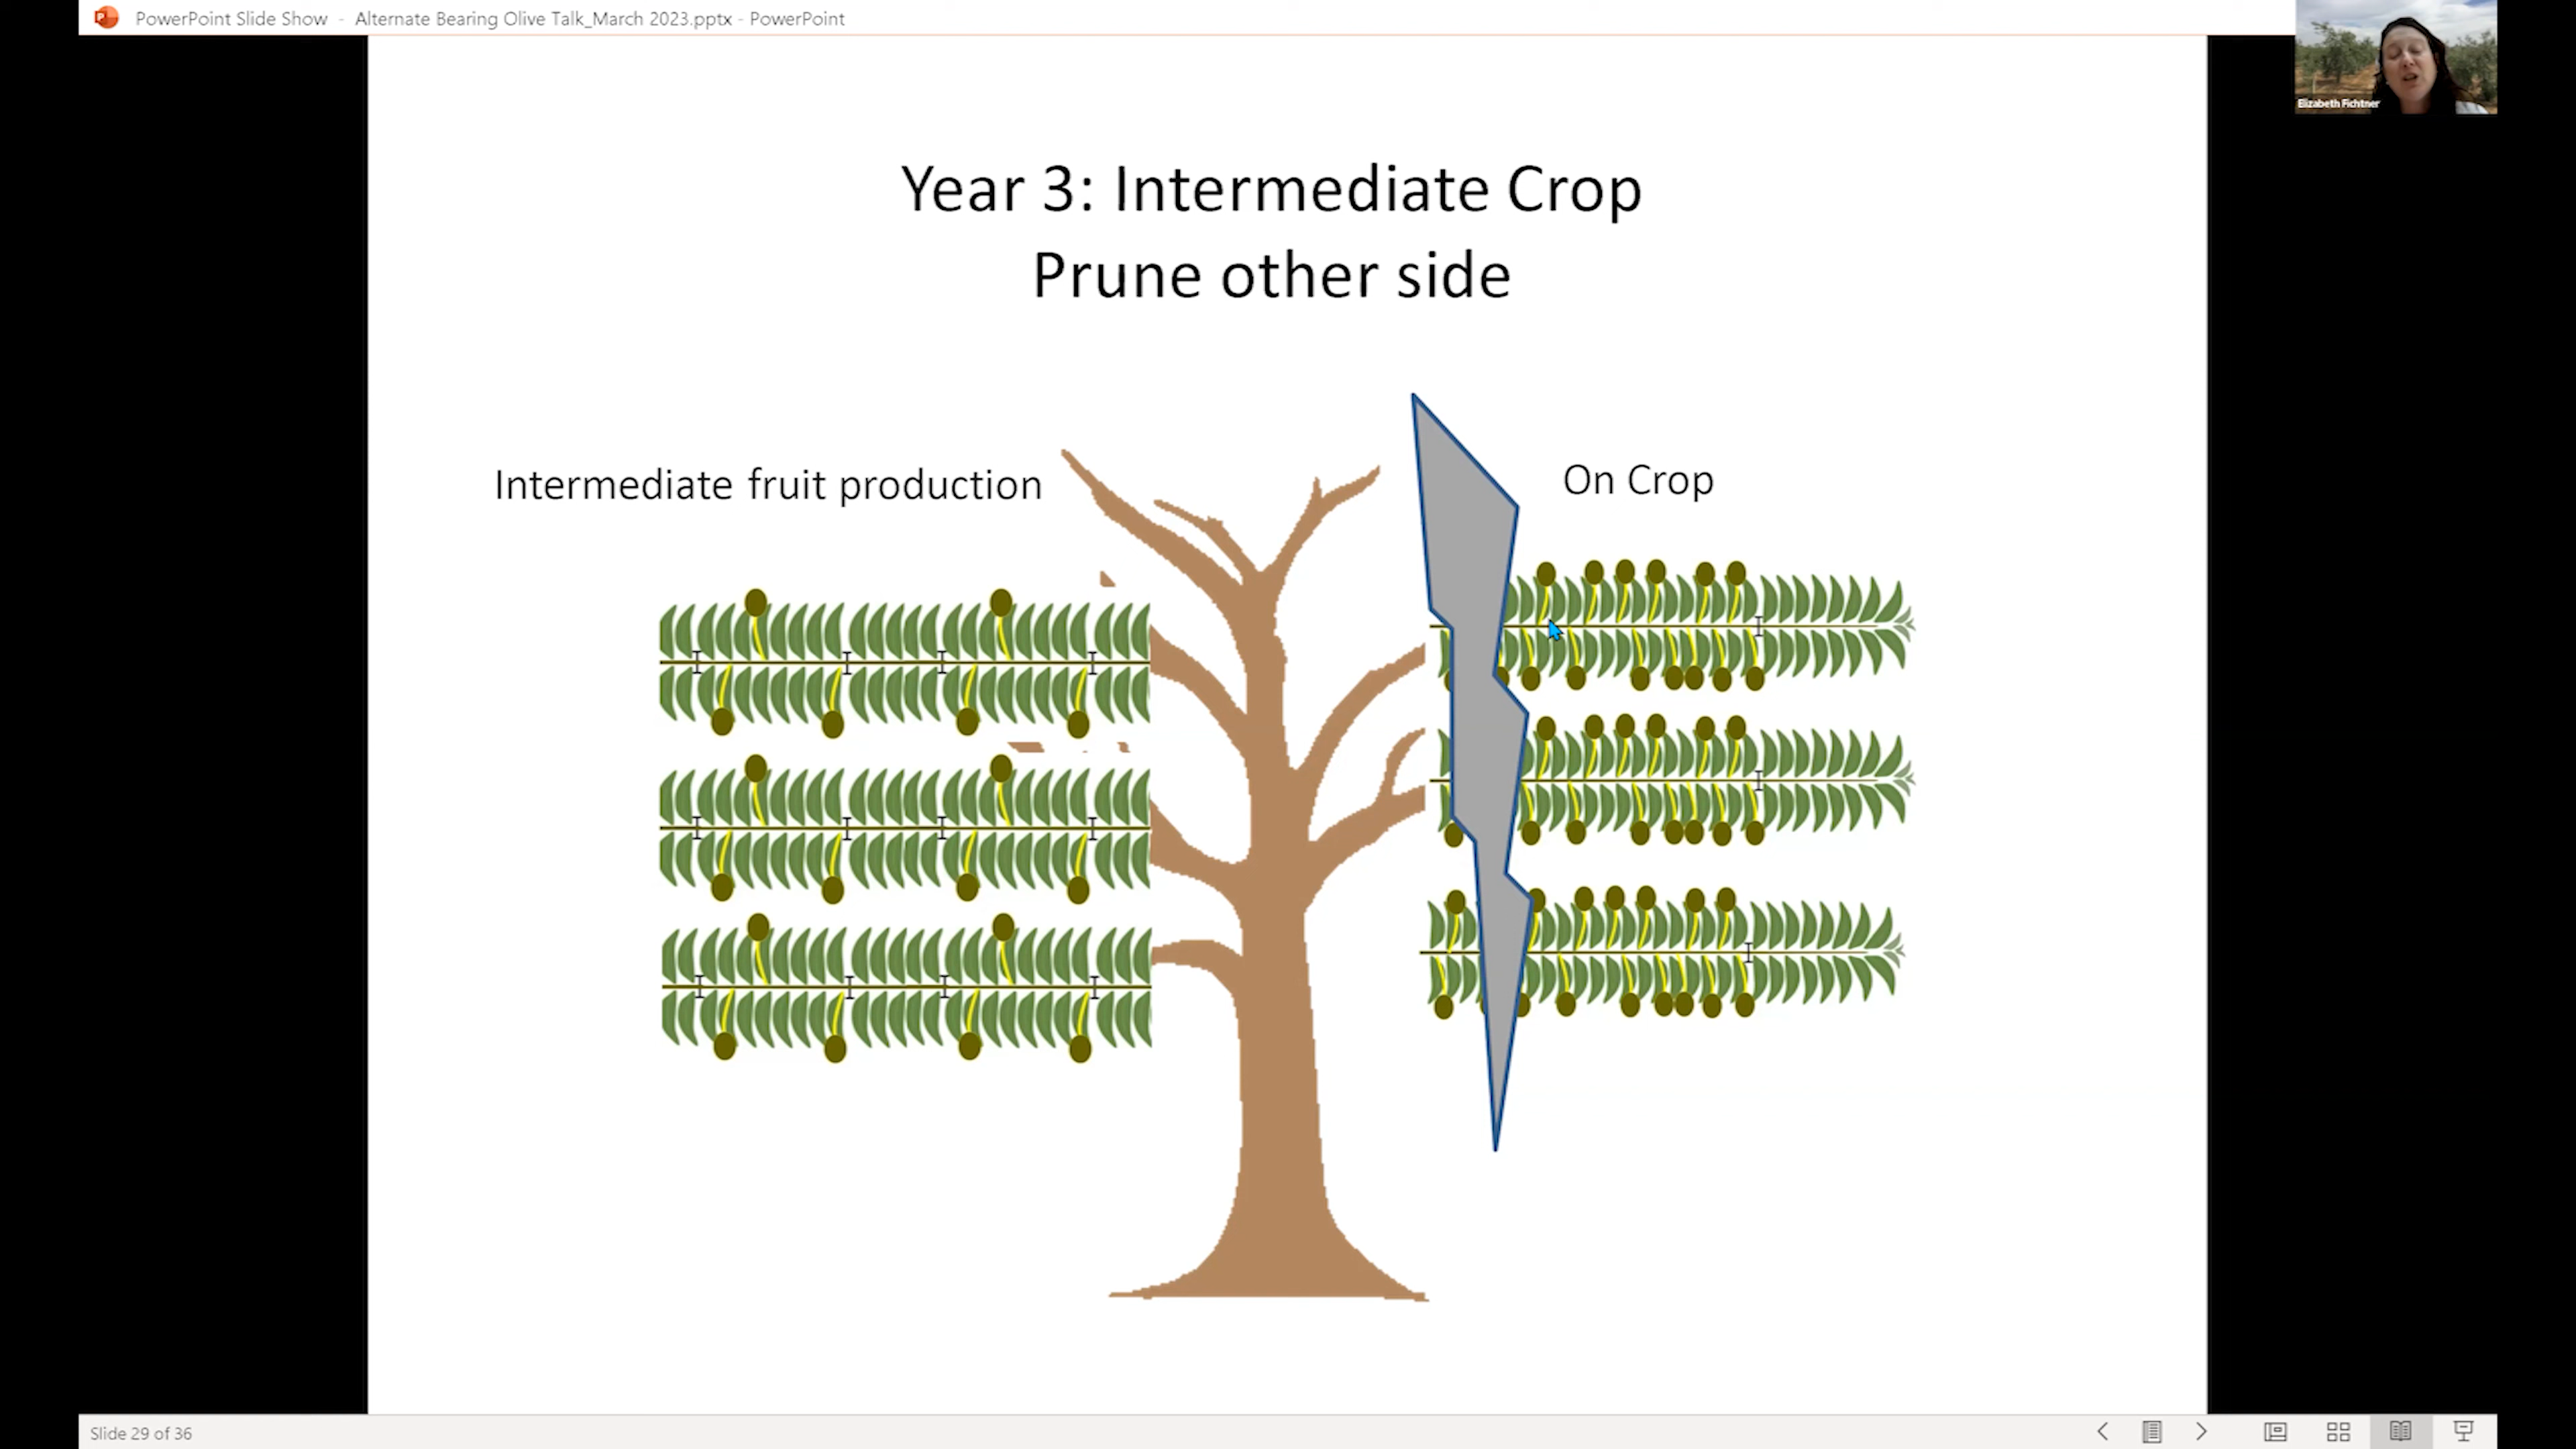 PowerPoint Slide Show - Alternate Bearing Olive Talk_March 2023.pptx - PowerPoint
Elizabeth Fichtner
Year 3: Intermediate Crop
Prune other side
Intermediate fruit production
On Crop
Slide 29 of 36